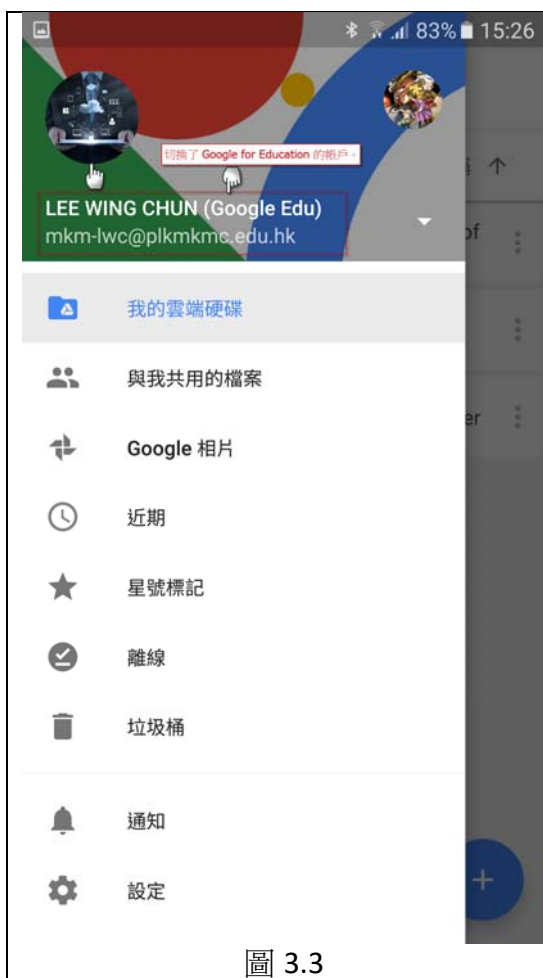 83% 15:26
切換了 Google for Education 的帳戶。
LEE WING CHUN (Google Edu)
mkm-lwc@plkmkmc.edu.hk
of
我的雲端硬碟
與我共用的檔案
er
Google 相片
近期
星號標記
離線
垃圾桶
通知
設定
+
圖 3.3